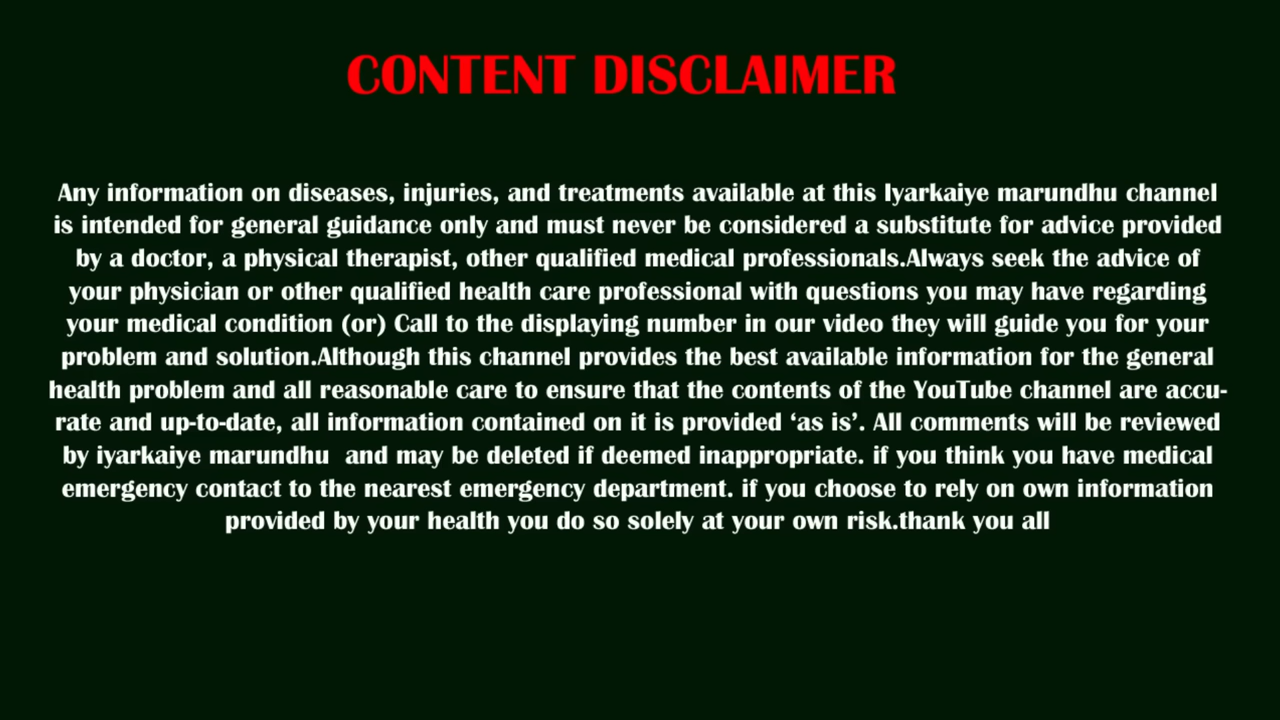 CONTENT DISCLAIMER
Any information on diseases, injuries, and treatments available at this Iyarkaiye marundhu channel
is intended for general guidance only and must never be considered a substitute for advice provided
by a doctor, a physical therapist, other qualified medical professionals.Always seek the advice of
your physician or other qualified health care professional with questions you may have regarding
your medical condition (or) Call to the displaying number in our video they will guide you for your
problem and solution.Although this channel provides the best available information for the general
health problem and all reasonable care to ensure that the contents of the YouTube channel are accu-
rate and up-to-date, all information contained on it is provided ‘as is’. All comments will be reviewed
by iyarkaiye marundhu  and may be deleted if deemed inappropriate. if you think you have medical
emergency contact to the nearest emergency department. if you choose to rely on own information
provided by your health you do so solely at your own risk.thank you all